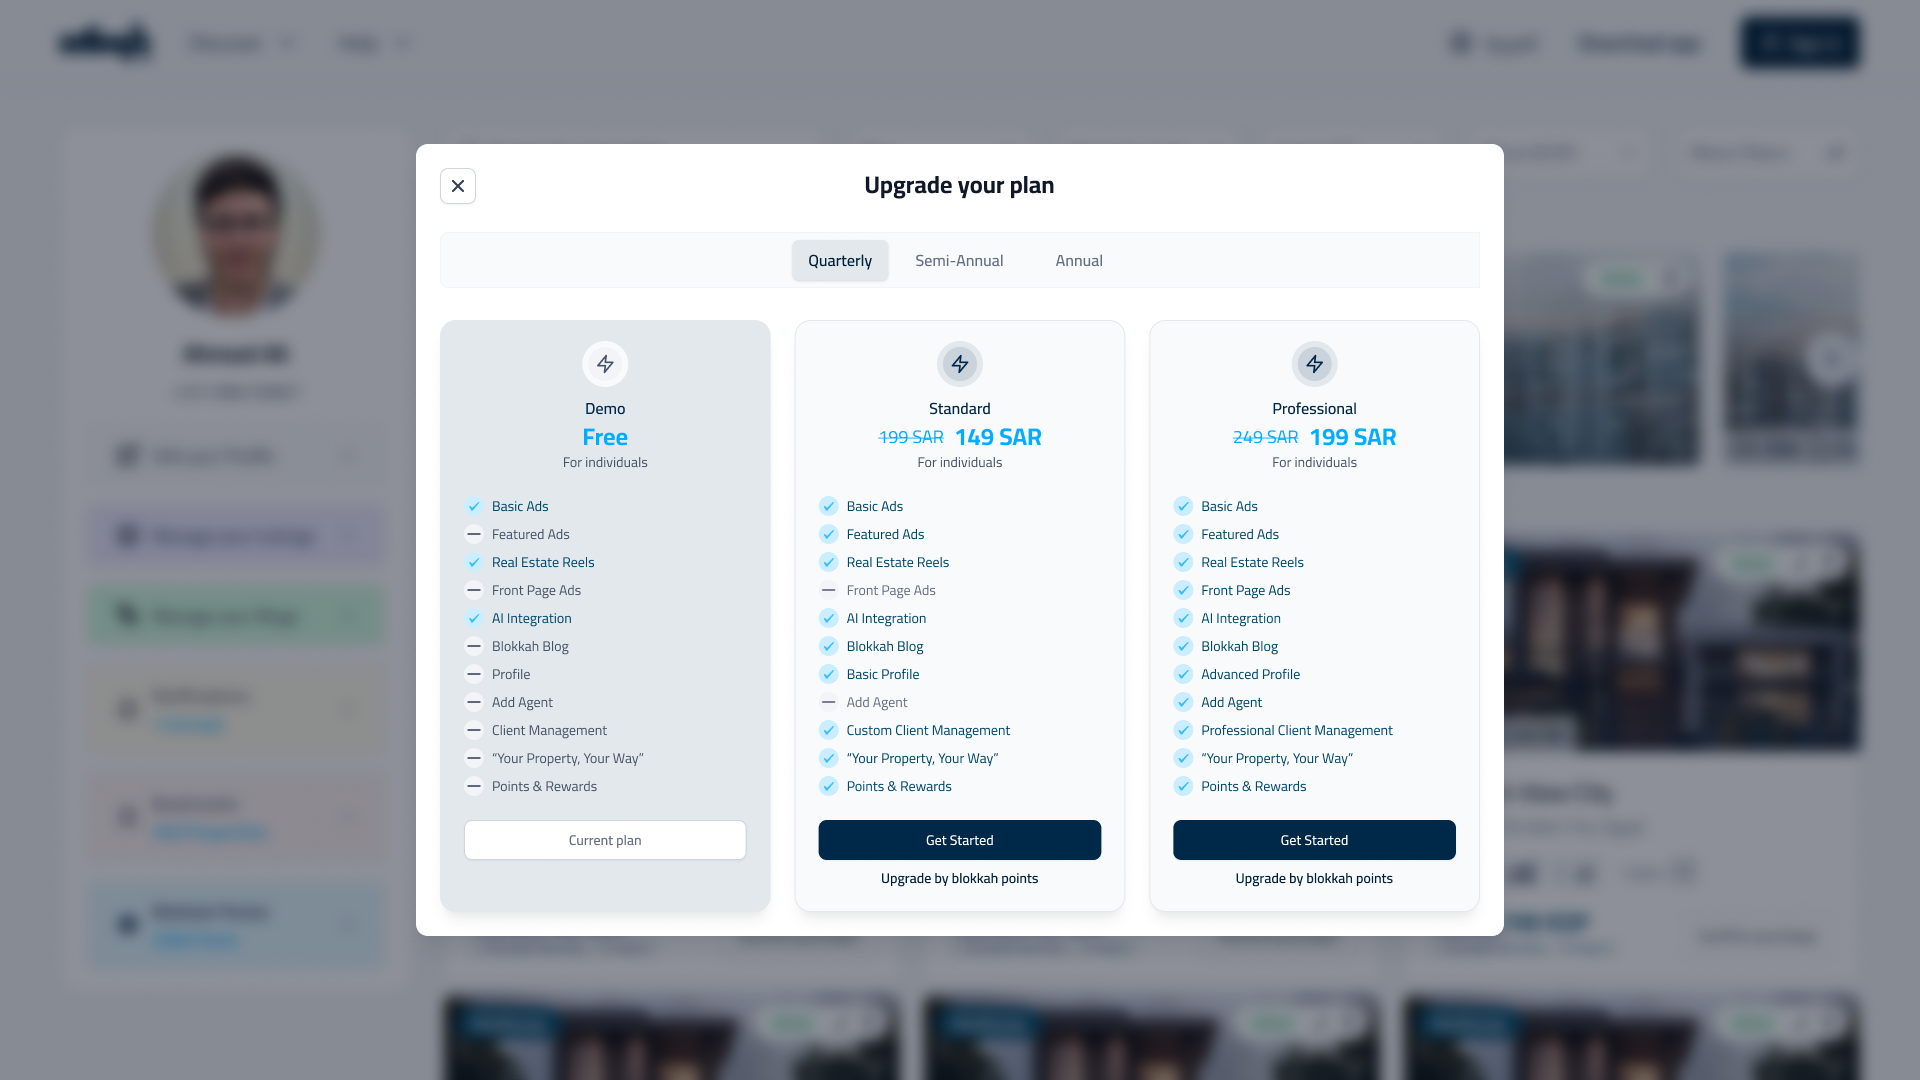 Upgrade your plan
Quarterly
Semi-Annual
Annual
Demo
Free
For individuals
Basic Ads
Featured Ads
Real Estate Reels
Front Page Ads
AI Integration
Blokkah Blog
Profile
Add Agent
Client Management
“Your Property, Your Way”
Points & Rewards
Current plan
Standard
199 SAR 149 SAR
For individuals
Basic Ads
Featured Ads
Real Estate Reels
Front Page Ads
AI Integration
Blokkah Blog
Basic Profile
Add Agent
Custom Client Management
“Your Property, Your Way”
Points & Rewards
Get Started
Upgrade by blokkah points
Professional
249 SAR 199 SAR
For individuals
Basic Ads
Featured Ads
Real Estate Reels
Front Page Ads
AI Integration
Blokkah Blog
Advanced Profile
Add Agent
Professional Client Management
“Your Property, Your Way”
Points & Rewards
Get Started
Upgrade by blokkah points